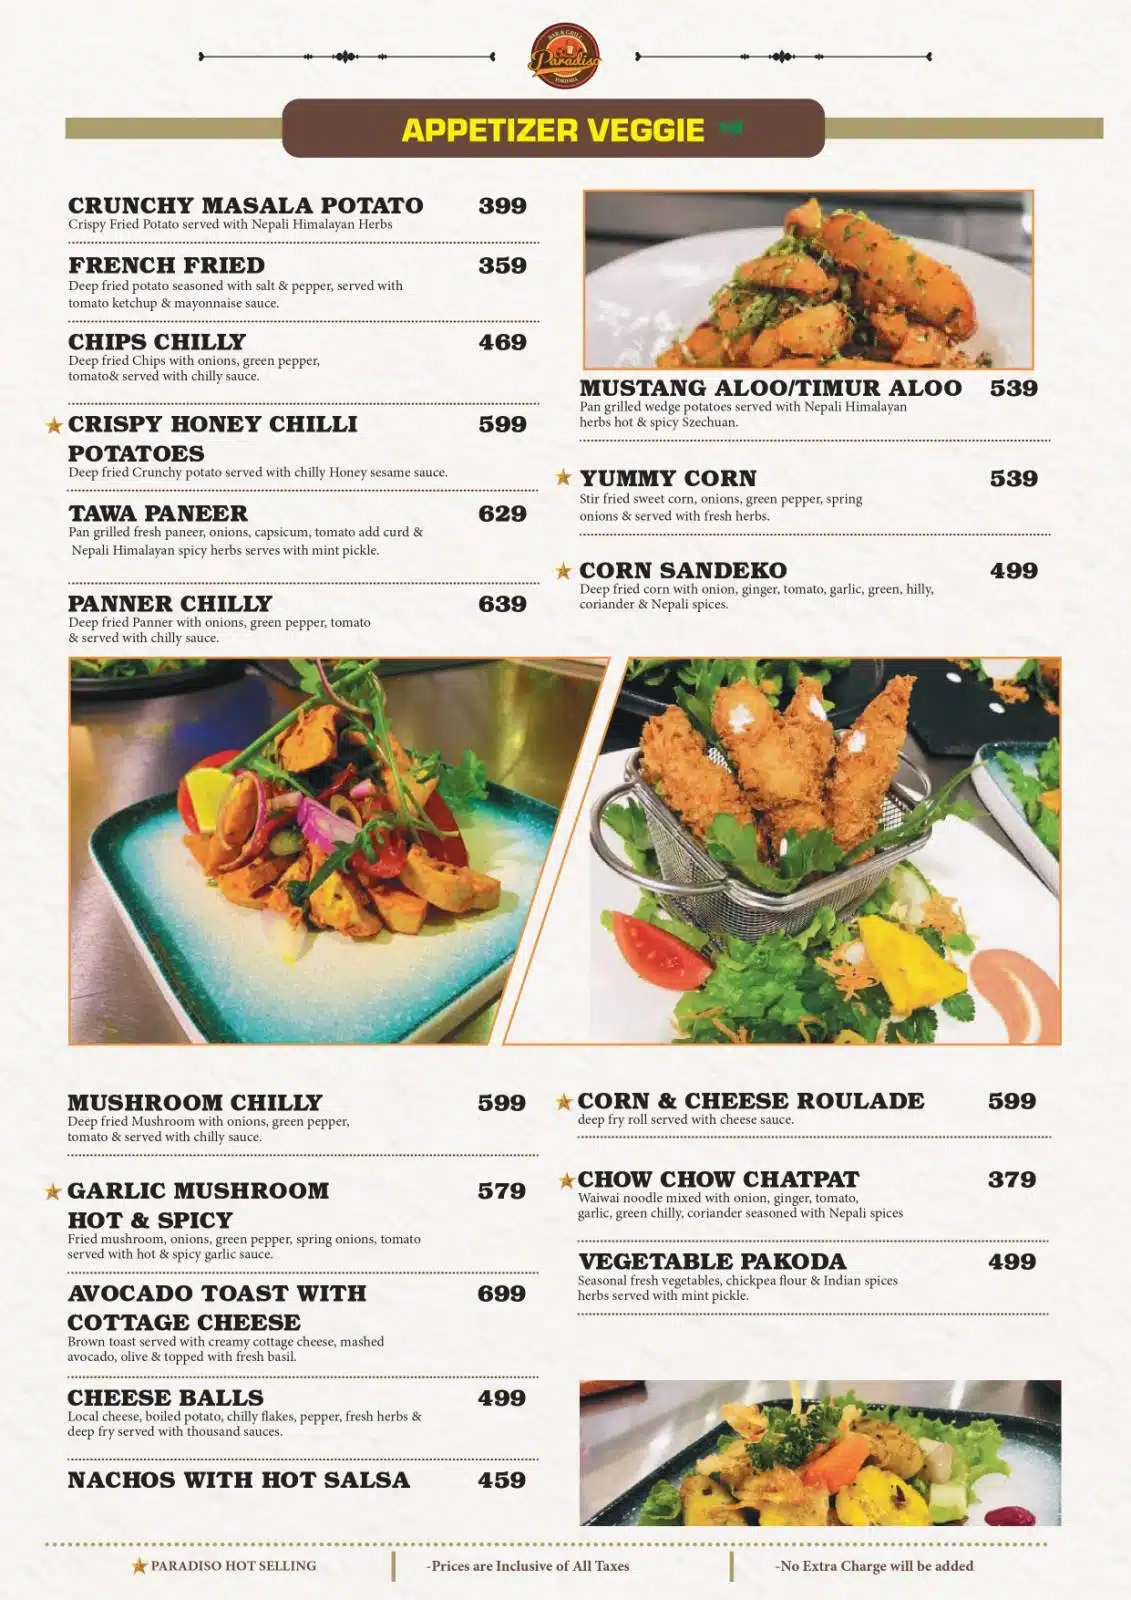 BAR & GRILL
Paradiso
APPETIZER VEGGIE
CRUNCHY MASALA POTATO 399
Crispy Fried Potato served with Nepali Himalayan Herbs
FRENCH FRIED 359
Deep fried potato seasoned with salt & pepper, served with
tomato ketchup & mayonnaise sauce.
CHIPS CHILLY 469
Deep fried Chips with onions, green pepper,
tomato& served with chilly sauce.
CRISPY HONEY CHILLI 599
POTATOES
Deep fried Crunchy potato served with chilly Honey sesame sauce.
TAWA PANEER 629
Pan grilled fresh paneer, onions, capsicum, tomato add curd &
Nepali Himalayan spicy herbs serves with mint pickle.
PANNER CHILLY 639
Deep fried Panner with onions, green pepper, tomato
& served with chilly sauce.
MUSTANG ALOO/TIMUR ALOO 539
Pan grilled wedge potatoes served with Nepali Himalayan
herbs hot & spicy Szechuan.
YUMMY CORN 539
Stir fried sweet corn, onions, green pepper, spring
onions & served with fresh herbs.
CORN SANDEKO 499
Deep fried corn with onion, ginger, tomato, garlic, green, hilly,
coriander & Nepali spices.
MUSHROOM CHILLY 599
Deep fried Mushroom with onions, green pepper,
tomato & served with chilly sauce.
GARLIC MUSHROOM 579
HOT & SPICY
Fried mushroom, onions, green pepper, spring onions, tomato
served with hot & spicy garlic sauce.
AVOCADO TOAST WITH 699
COTTAGE CHEESE
Brown toast served with creamy cottage cheese, mashed
avocado, olive & topped with fresh basil.
CHEESE BALLS 499
Local cheese, boiled potato, chilly flakes, pepper, fresh herbs &
deep fry served with thousand sauces.
NACHOS WITH HOT SALSA 459
CORN & CHEESE ROULADE 599
deep fry roll served with cheese sauce.
CHOW CHOW CHATPAT 379
Waiwai noodle mixed with onion, ginger, tomato,
garlic, green chilly, coriander seasoned with Nepali spices
VEGETABLE PAKODA 499
Seasonal fresh vegetables, chickpea flour & Indian spices
herbs served with mint pickle.
PARADISO HOT SELLING
-Prices are Inclusive of All Taxes
-No Extra Charge will be added